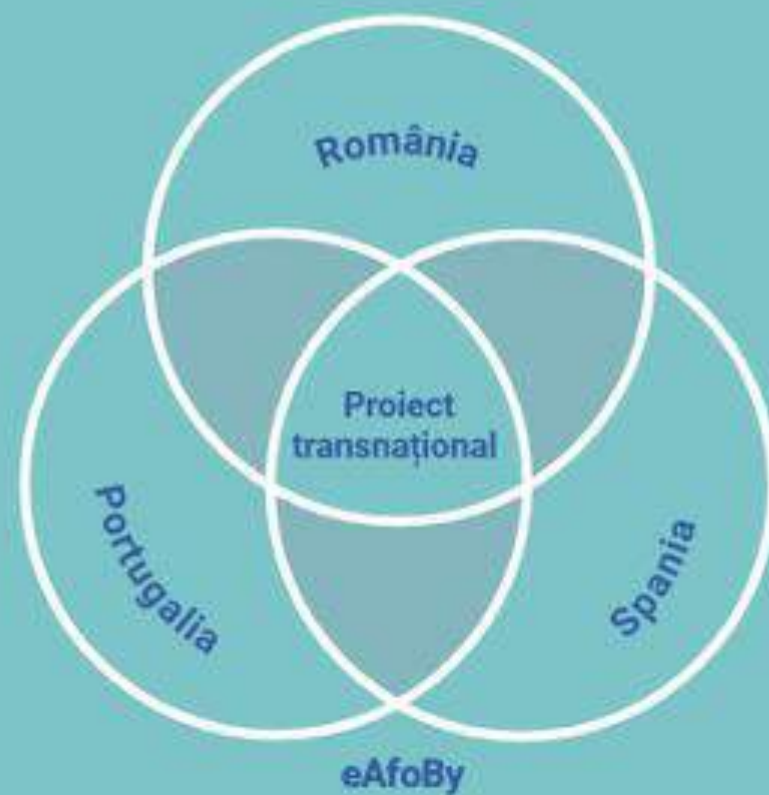 România
Proiect
transnațional
Portugalia
Spania
eAfoBy